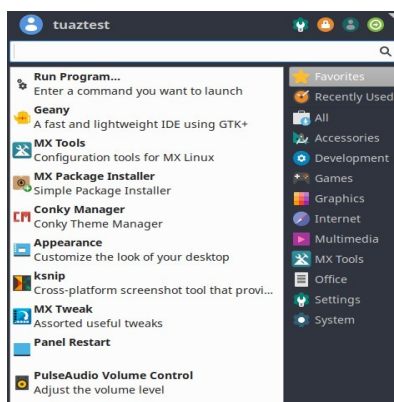 tuaztest
Run Program...
Enter a command you want to launch
Geany
A fast and lightweight IDE using GTK+
MX Tools
Configuration tools for MX Linux
MX Package Installer
Simple Package Installer
Conky Manager
Conky Theme Manager
Appearance
Customize the look of your desktop
ksnip
Cross-platform screenshot tool that provi...
MX Tweak
Assorted useful tweaks
Panel Restart
PulseAudio Volume Control
Adjust the volume level
Favorites
Recently Used
All
Accessories
Development
Games
Graphics
Internet
Multimedia
MX Tools
Office
Settings
System